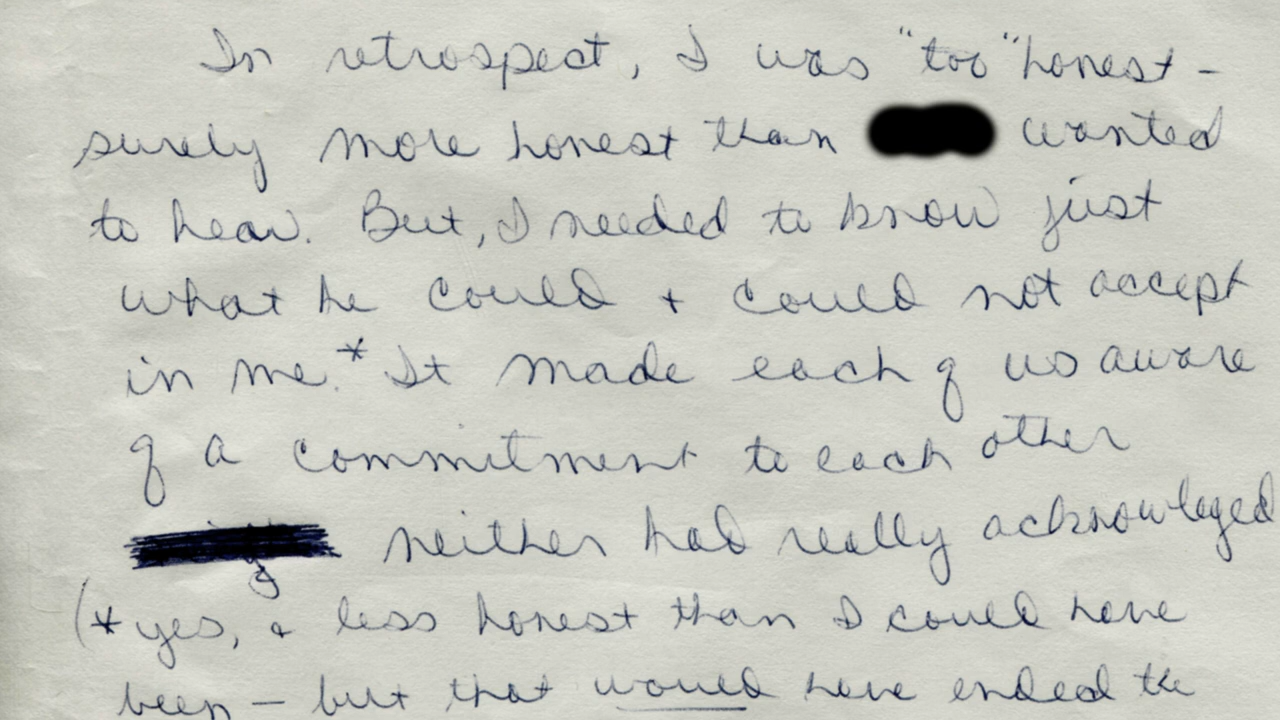 In retrospect, I was "too" honest -
surely more honest than wanted
to hear. But, I needed to know just
what he could + could not accept
in me.* It made each of us aware
of a commitment to each other
neither had really acknowleged
(* yes, & less honest than I could have
been — but that would have ended the